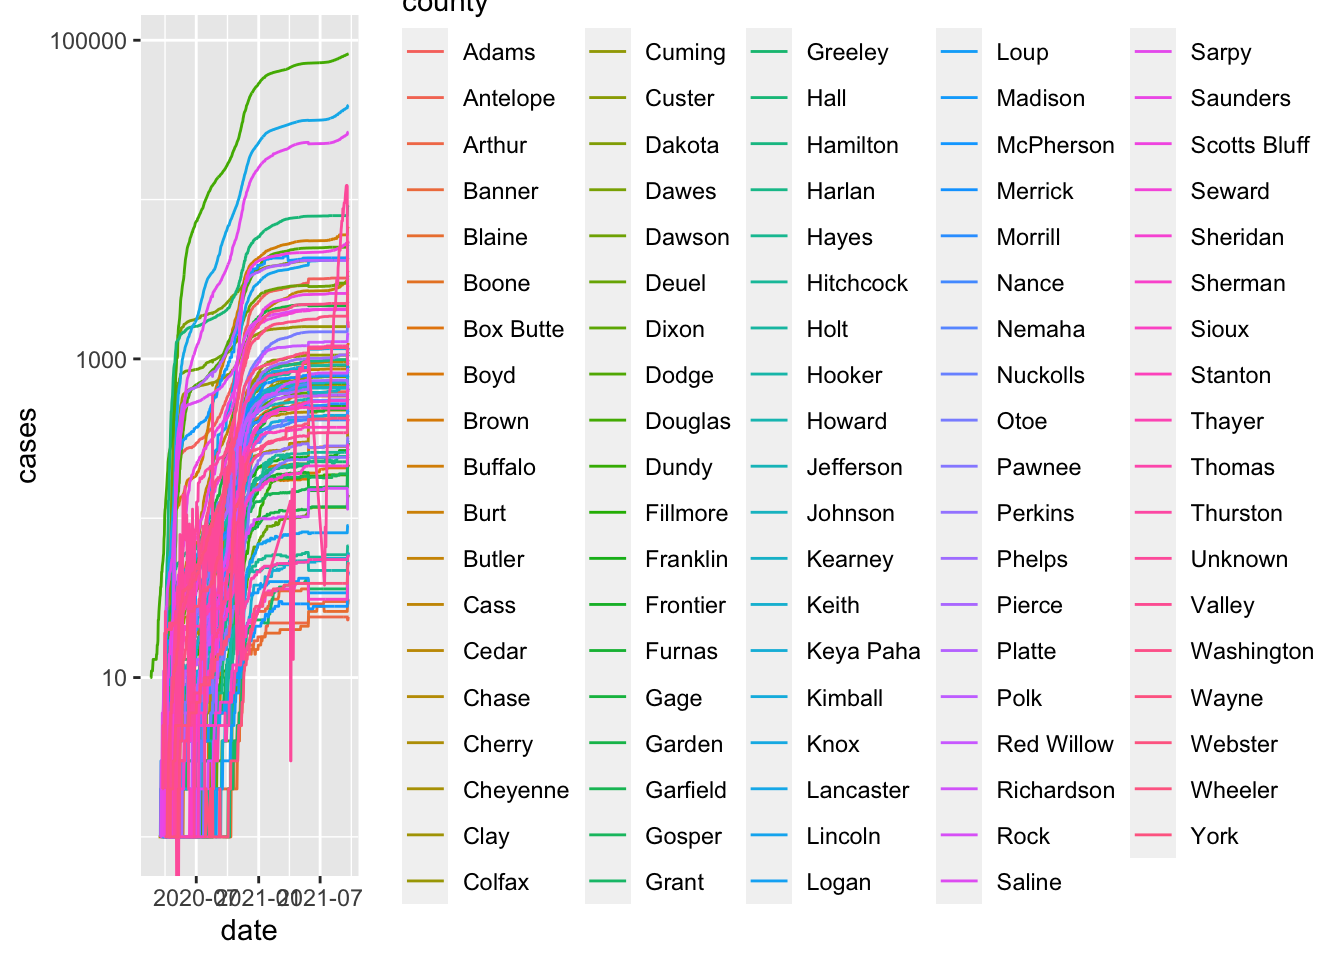 county
100000
1000
10
cases
2020-07
2021-01
2021-07
date
Adams
Antelope
Arthur
Banner
Blaine
Boone
Box Butte
Boyd
Brown
Buffalo
Burt
Butler
Cass
Cedar
Chase
Cherry
Cheyenne
Clay
Colfax
Cuming
Custer
Dakota
Dawes
Dawson
Deuel
Dixon
Dodge
Douglas
Dundy
Fillmore
Franklin
Frontier
Furnas
Gage
Garden
Garfield
Gosper
Grant
Greeley
Hall
Hamilton
Harlan
Hayes
Hitchcock
Holt
Hooker
Howard
Jefferson
Johnson
Kearney
Keith
Keya Paha
Kimball
Knox
Lancaster
Lincoln
Logan
Loup
Madison
McPherson
Merrick
Morrill
Nance
Nemaha
Nuckolls
Otoe
Pawnee
Perkins
Phelps
Pierce
Platte
Polk
Red Willow
Richardson
Rock
Saline
Sarpy
Saunders
Scotts Bluff
Seward
Sheridan
Sherman
Sioux
Stanton
Thayer
Thomas
Thurston
Unknown
Valley
Washington
Wayne
Webster
Wheeler
York